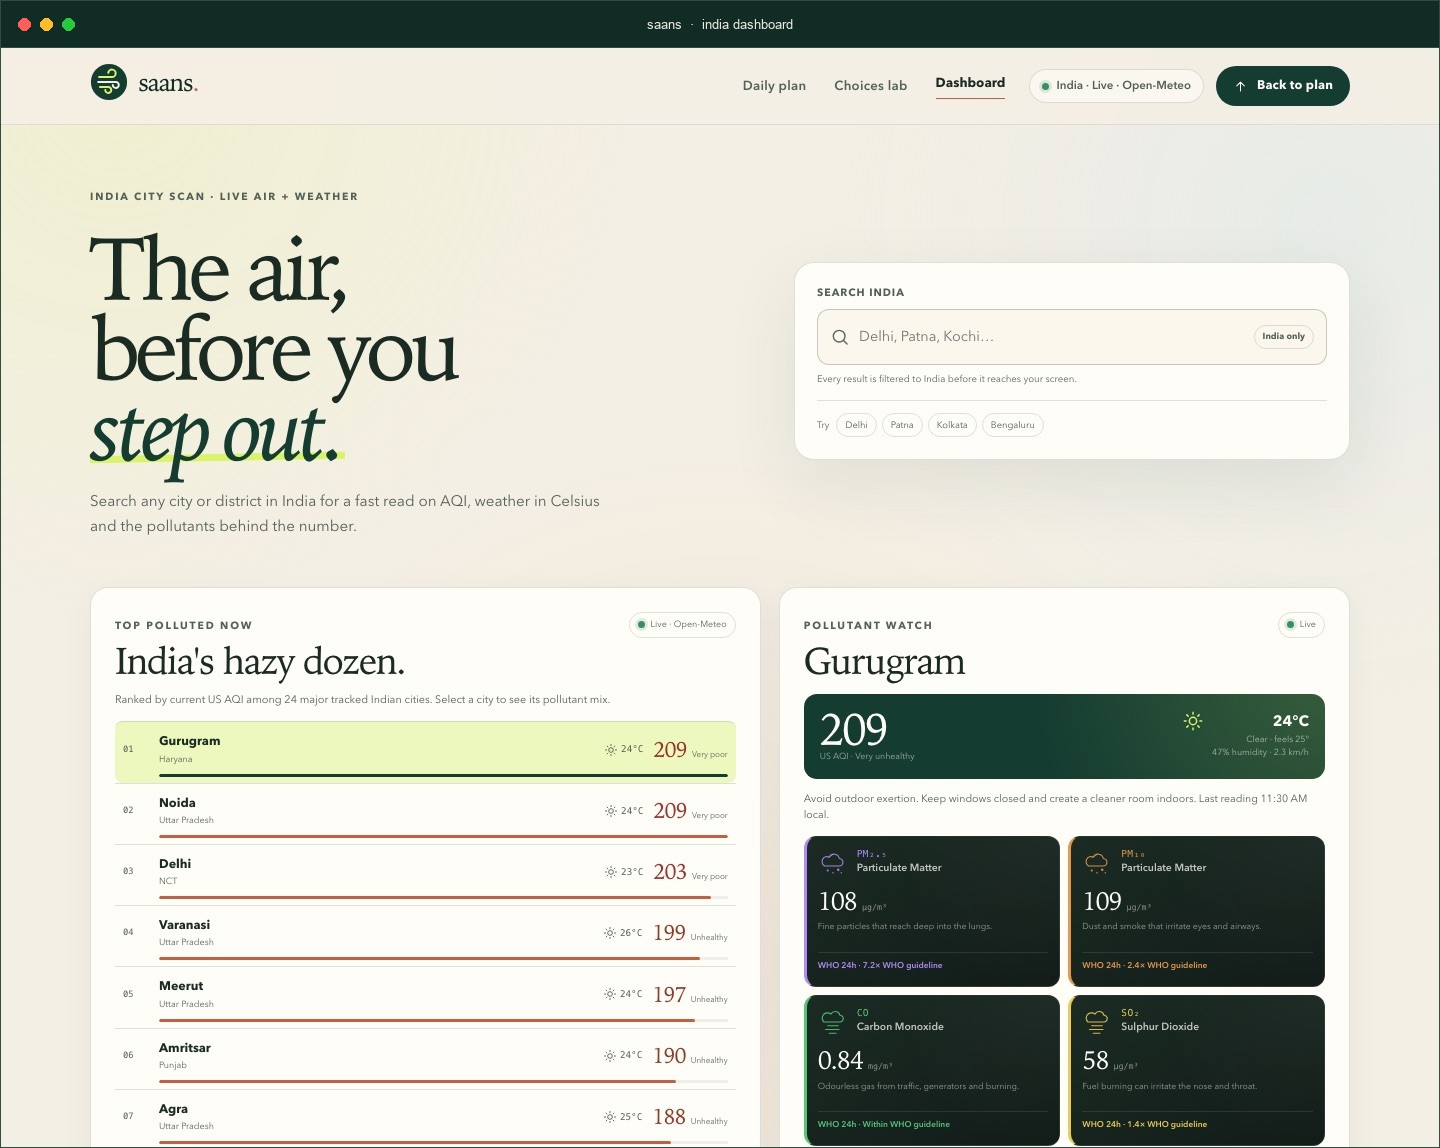 saans · india dashboard
saans.
Daily plan
Choices lab
Dashboard
India · Live · Open-Meteo
↑ Back to plan
INDIA CITY SCAN · LIVE AIR + WEATHER
The air,
before you
step out.
Search any city or district in India for a fast read on AQI, weather in Celsius
and the pollutants behind the number.
SEARCH INDIA
Delhi, Patna, Kochi…
India only
Every result is filtered to India before it reaches your screen.
Try
Delhi
Patna
Kolkata
Bengaluru
TOP POLLUTED NOW
Live · Open-Meteo
India's hazy dozen.
Ranked by current US AQI among 24 major tracked Indian cities. Select a city to see its pollutant mix.
01 Gurugram 24°C 209 Very poor
Haryana
02 Noida 24°C 209 Very poor
Uttar Pradesh
03 Delhi 23°C 203 Very poor
NCT
04 Varanasi 26°C 199 Unhealthy
Uttar Pradesh
05 Meerut 24°C 197 Unhealthy
Uttar Pradesh
06 Amritsar 24°C 190 Unhealthy
Punjab
07 Agra 25°C 188 Unhealthy
Uttar Pradesh
POLLUTANT WATCH
Live
Gurugram
209
US AQI · Very unhealthy
24°C
Clear · feels 25°
47% humidity · 2.3 km/h
Avoid outdoor exertion. Keep windows closed and create a cleaner room indoors. Last reading 11:30 AM
local.
PM₂.₅
Particulate Matter
108 µg/m³
Fine particles that reach deep into the lungs.
WHO 24h · 7.2× WHO guideline
PM₁₀
Particulate Matter
109 µg/m³
Dust and smoke that irritate eyes and airways.
WHO 24h · 2.4× WHO guideline
CO
Carbon Monoxide
0.84 mg/m³
Odourless gas from traffic, generators and burning.
WHO 24h · Within WHO guideline
SO₂
Sulphur Dioxide
58 µg/m³
Fuel burning can irritate the nose and throat.
WHO 24h · 1.4× WHO guideline